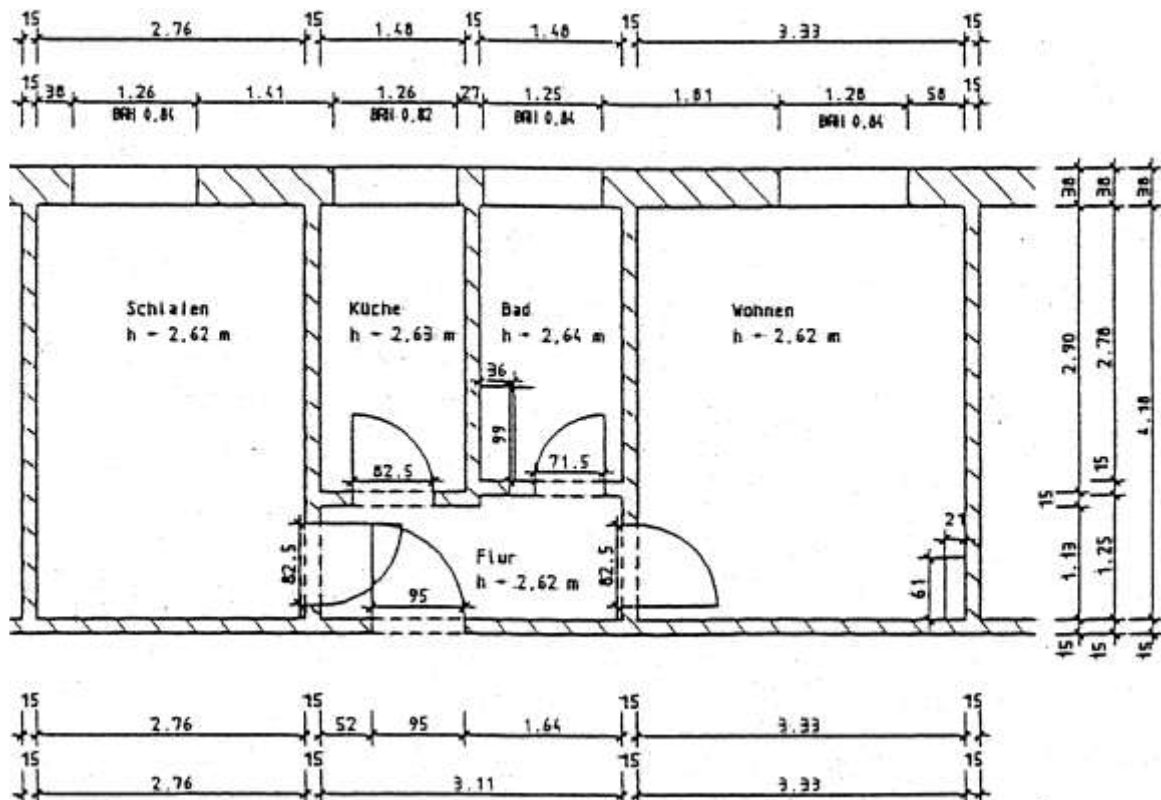 15 2.76 15 1.48 15 1.48 15 3.33 15
15 38 1.26 1.41 1.26 27 1.25 1.81 1.28 58 15
BRH 0,84 BRH 0,82 BRH 0,84 BRH 0,84
38 38 38
Schlafen
h = 2,62 m
Küche
h = 2,63 m
Bad
h = 2,64 m
Wohnen
h = 2,62 m
2.90 2.78 4.18
36
99
82.5 71.5
15 15
21
82.5 95 82.5 61
Flur
h = 2,62 m
1.13 1.25
15 15 15
15 2.76 15 52 95 1.64 15 3.33 15
15 2.76 15 3.11 15 3.33 15